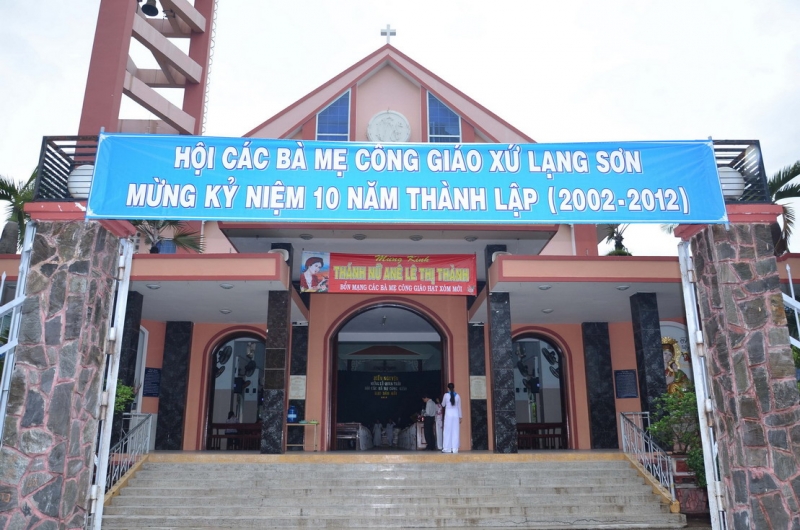 HỘI CÁC BÀ MẸ CÔNG GIÁO XỨ LẠNG SƠN
MỪNG KỶ NIỆM 10 NĂM THÀNH LẬP (2002-2012)
Mừng Kính
THÁNH NỮ ANÊ LÊ THỊ THÀNH
BỔN MẠNG CÁC BÀ MẸ CÔNG GIÁO HẠT XÓM MỚI